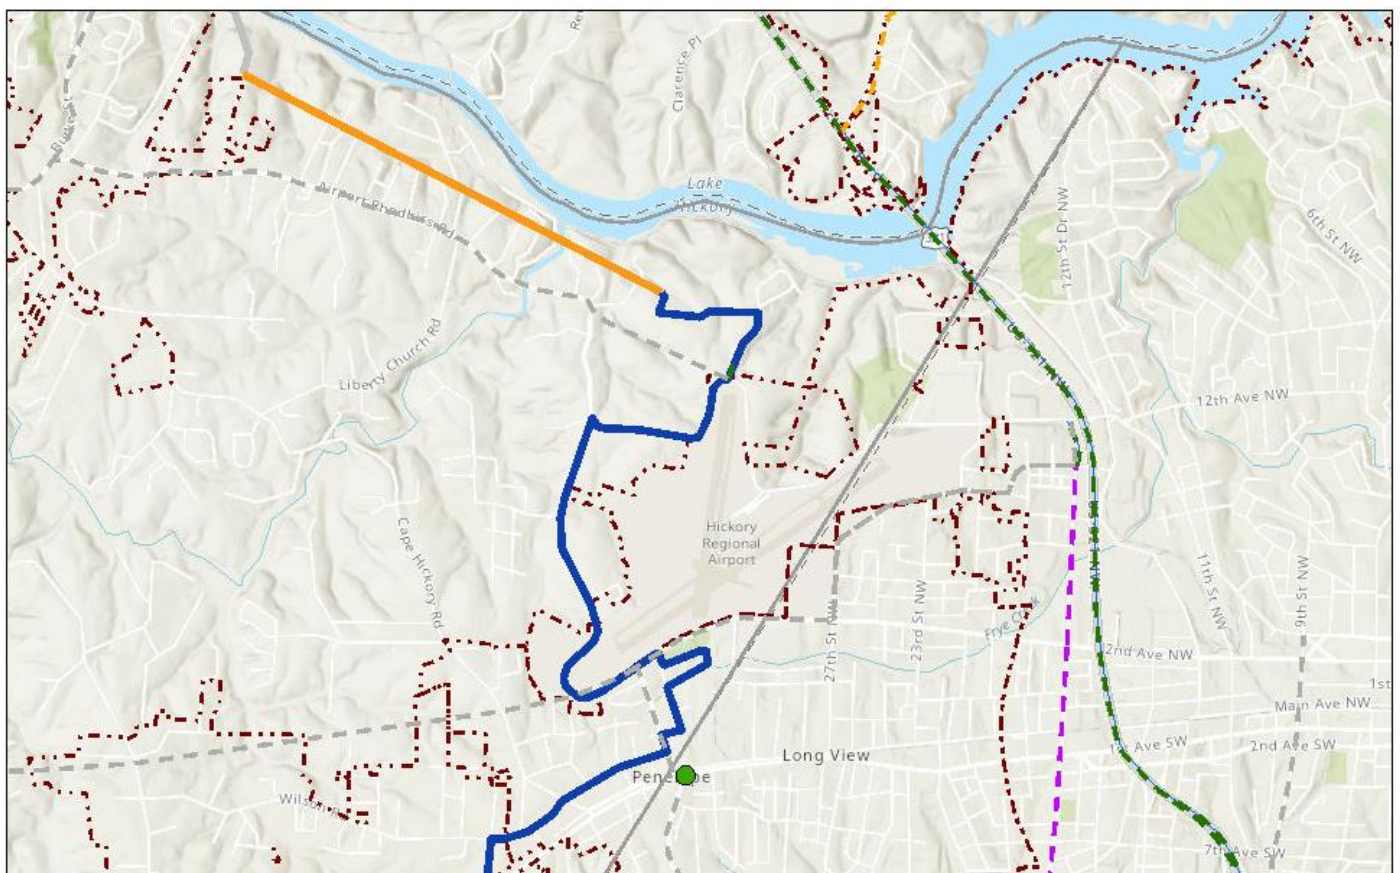 Clarence Pl
Burke St
Lake
Hickory
Airport Rhodhiss Rd
12th St Dr NW
6th St NW
Liberty Church Rd
12th Ave NW
Hickory
Regional
Airport
Cape Hickory Rd
27th St NW
23rd St NW
Frye Creek
11th St NW
9th St NW
2nd Ave NW
1st
Main Ave NW
1st Ave SW
2nd Ave SW
Long View
7th Ave SW